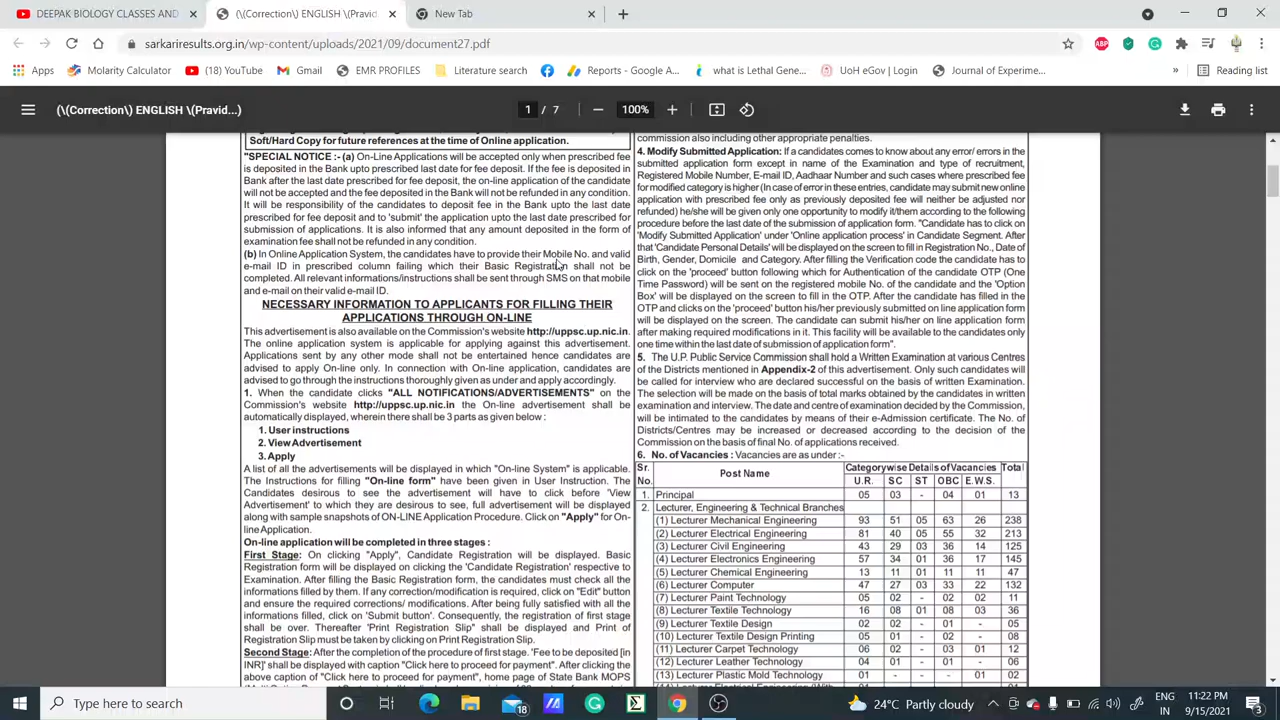 DEEPAK BIOLOGY CLASSES AND
(\(Correction\) ENGLISH \(Pravid
New Tab
sarkariresults.org.in/wp-content/uploads/2021/09/document27.pdf
Apps
Molarity Calculator
(18) YouTube
Gmail
EMR PROFILES
Literature search
Reports - Google A...
what is Lethal Gene...
UoH eGov | Login
Journal of Experime...
»
Reading list
(\(Correction\) ENGLISH \(Pravid...)
1 / 7
100%
Soft/Hard Copy for future references at the time of Online application.
"SPECIAL NOTICE :- (a) On-Line Applications will be accepted only when prescribed fee
is deposited in the Bank upto prescribed last date for fee deposit. If the fee is deposited in
Bank after the last date prescribed for fee deposit, the on-line application of the candidate
will not be accepted and the fee deposited in the Bank will not be refunded in any condition.
It will be responsibility of the candidates to deposit fee in the Bank upto the last date
prescribed for fee deposit and to 'submit' the application upto the last date prescribed for
submission of applications. It is also informed that any amount deposited in the form of
examination fee shall not be refunded in any condition.
(b) In Online Application System, the candidates have to provide their Mobile No. and valid
e-mail ID in prescribed column failing which their Basic Registration shall not be
completed. All relevant informations/instructions shall be sent through SMS on that mobile
and e-mail on their valid e-mail ID.
NECESSARY INFORMATION TO APPLICANTS FOR FILLING THEIR
APPLICATIONS THROUGH ON-LINE
This advertisement is also available on the Commission's website http://uppsc.up.nic.in.
The online application system is applicable for applying against this advertisement.
Applications sent by any other mode shall not be entertained hence candidates are
advised to apply On-line only. In connection with On-line application, candidates are
advised to go through the instructions thoroughly given as under and apply accordingly.
1. When the candidate clicks "ALL NOTIFICATIONS/ADVERTISEMENTS" on the
Commission's website http://uppsc.up.nic.in the On-line advertisement shall be
automatically displayed, wherein there shall be 3 parts as given below :
1. User instructions
2. View Advertisement
3. Apply
A list of all the advertisements will be displayed in which "On-line System" is applicable.
The Instructions for filling "On-line form" have been given in User Instruction. The
Candidates desirous to see the advertisement will have to click before 'View
Advertisement' to which they are desirous to see, full advertisement will be displayed
along with sample snapshots of ON-LINE Application Procedure. Click on "Apply" for On-
line Application.
On-line application will be completed in three stages :
First Stage: On clicking "Apply", Candidate Registration will be displayed. Basic
Registration form will be displayed on clicking the 'Candidate Registration' respective to
Examination. After filling the Basic Registration form, the candidates must check all the
informations filled by them. If any correction/modification is required, click on "Edit" button
and ensure the required corrections/ modifications. After being fully satisfied with all the
informations filled, click on 'Submit button'. Consequently, the registration of first stage
shall be over. Thereafter "Print Registration Slip" shall be displayed and Print of
Registration Slip must be taken by clicking on Print Registration Slip.
Second Stage: After the completion of the procedure of first stage. 'Fee to be deposited [in
INR]' shall be displayed with caption "Click here to proceed for payment". After clicking the
above caption of "Click here to proceed for payment", home page of State Bank MOPS
commission also including other appropriate penalties.
4. Modify Submitted Application: If a candidates comes to know about any error/ errors in the
submitted application form except in name of the Examination and type of recruitment,
Registered Mobile Number, E-mail ID, Aadhaar Number and such cases where prescribed fee
for modified category is higher (In case of error in these entries, candidate may submit new online
application with prescribed fee only as previously deposited fee will neither be adjusted nor
refunded) he/she will be given only one opportunity to modify it/them according to the following
procedure before the last date of the submission of application form. "Candidate has to click on
'Modify Submitted Application' under 'Online application process' in Candidate Segment. After
that 'Candidate Personal Details' will be displayed on the screen to fill in Registration No., Date of
Birth, Gender, Domicile and Category. After filling the Verification code the candidate has to
click on the 'proceed' button following which for Authentication of the candidate OTP (One
Time Password) will be sent on the registered mobile No. of the candidate and the 'Option
Box' will be displayed on the screen to fill in the OTP. After the candidate has filled in the
OTP and clicks on the 'proceed' button his/her previously submitted on line application form
will be displayed on the screen. The candidate can submit his/her on line application form
after making required modifications in it. This facility will be available to the candidates only
one time within the last date of submission of application form".
5. The U.P. Public Service Commission shall hold a Written Examination at various Centres
of the Districts mentioned in Appendix-2 of this advertisement. Only such candidates will
be called for interview who are declared successful on the basis of written Examination.
The selection will be made on the basis of total marks obtained by the candidates in written
examination and interview. The date and centre of examination decided by the Commission,
will be intimated to the candidates by means of their e-Admission certificate. The No. of
Districts/Centres may be increased or decreased according to the decision of the
Commission on the basis of final No. of applications received.
6. No. of Vacancies : Vacancies are as under :-
Sr. No. Post Name Categorywise Details of Vacancies Total
U.R. SC ST OBC E.W.S.
1. Principal 05 03 - 04 01 13
2. Lecturer, Engineering & Technical Branches
(1) Lecturer Mechanical Engineering 93 51 05 63 26 238
(2) Lecturer Electrical Engineering 81 40 05 55 32 213
(3) Lecturer Civil Engineering 43 29 03 36 14 125
(4) Lecturer Electronics Engineering 57 34 01 36 17 145
(5) Lecturer Chemical Engineering 13 11 01 11 11 47
(6) Lecturer Computer 47 27 03 33 22 132
(7) Lecturer Paint Technology 05 02 - 02 02 11
(8) Lecturer Textile Technology 16 08 01 08 03 36
(9) Lecturer Textile Design 02 02 - 01 - 05
(10) Lecturer Textile Design Printing 05 01 - 02 - 08
(11) Lecturer Carpet Technology 06 02 - 03 01 12
(12) Lecturer Leather Technology 04 01 - 01 - 06
(13) Lecturer Plastic Mold Technology 01 - - - 01 02
Type here to search
18
24°C Partly cloudy
ENG
IN
11:22 PM
9/15/2021
3